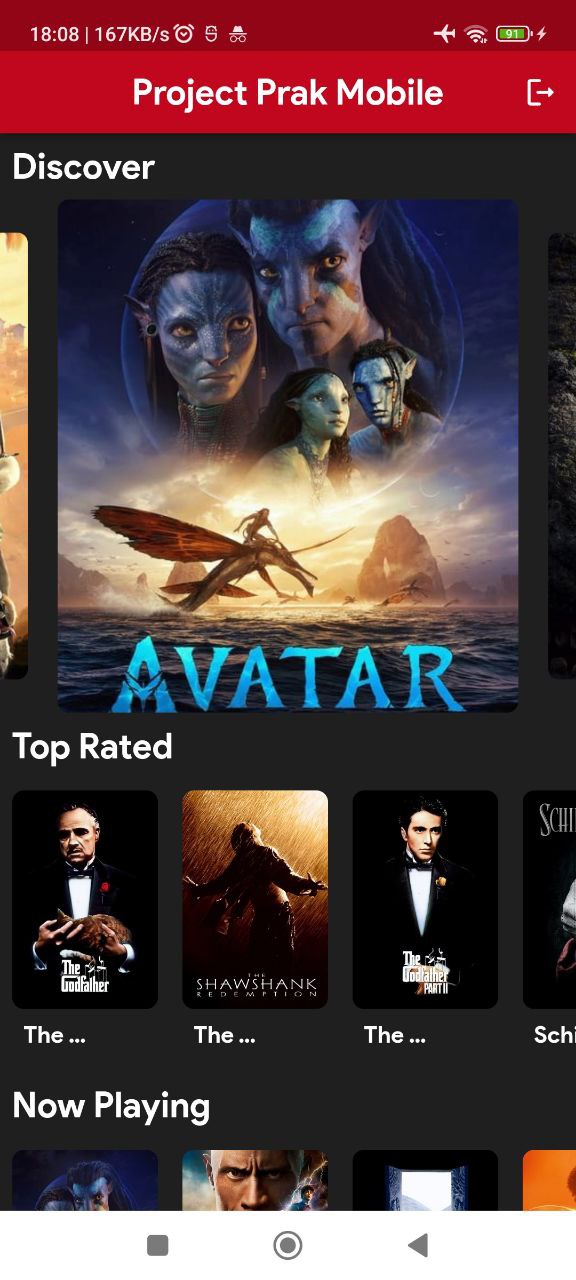 18:08 | 167KB/s
91
Project Prak Mobile
Discover
AVATAR
Top Rated
The Godfather
THE SHAWSHANK REDEMPTION
The Godfather PART II
The ...
The ...
The ...
Schi
Now Playing